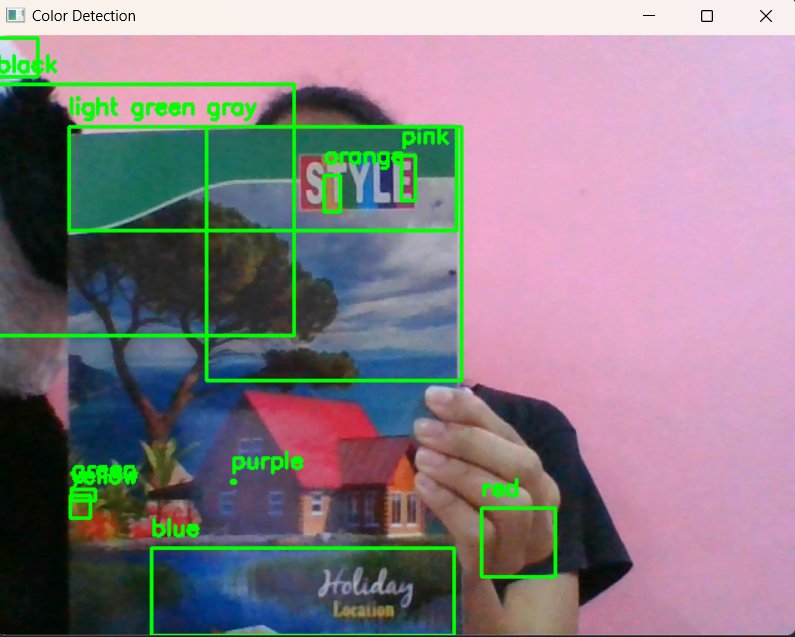 Color Detection
black
light green gray
pink
orange
STYLE
purple
green
yellow
red
blue
Holiday
Location